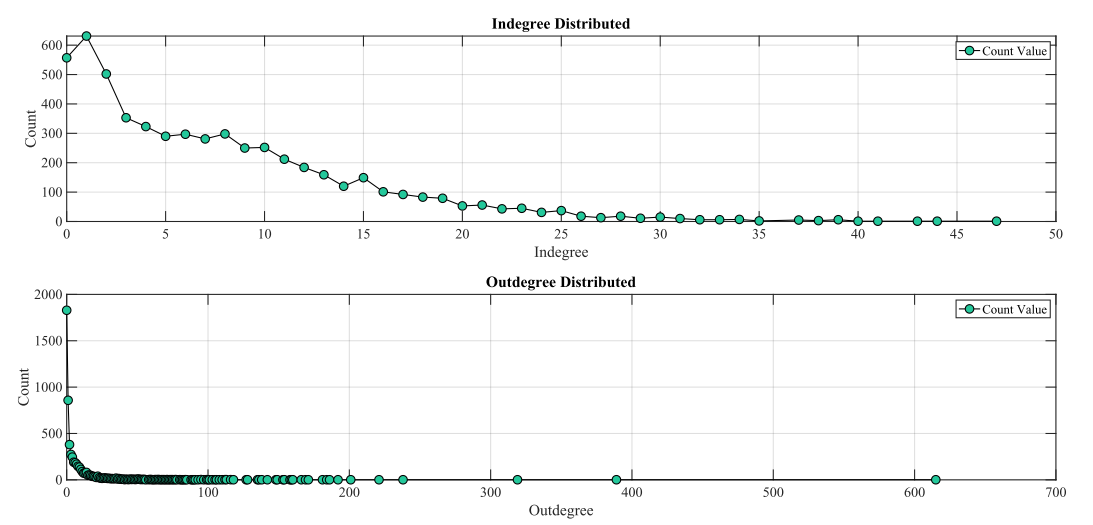 Indegree Distributed
Count Value
600
500
400
300
200
100
0
Count
0 5 10 15 20 25 30 35 40 45 50
Indegree
Outdegree Distributed
Count Value
2000
1500
1000
500
0
Count
0 100 200 300 400 500 600 700
Outdegree